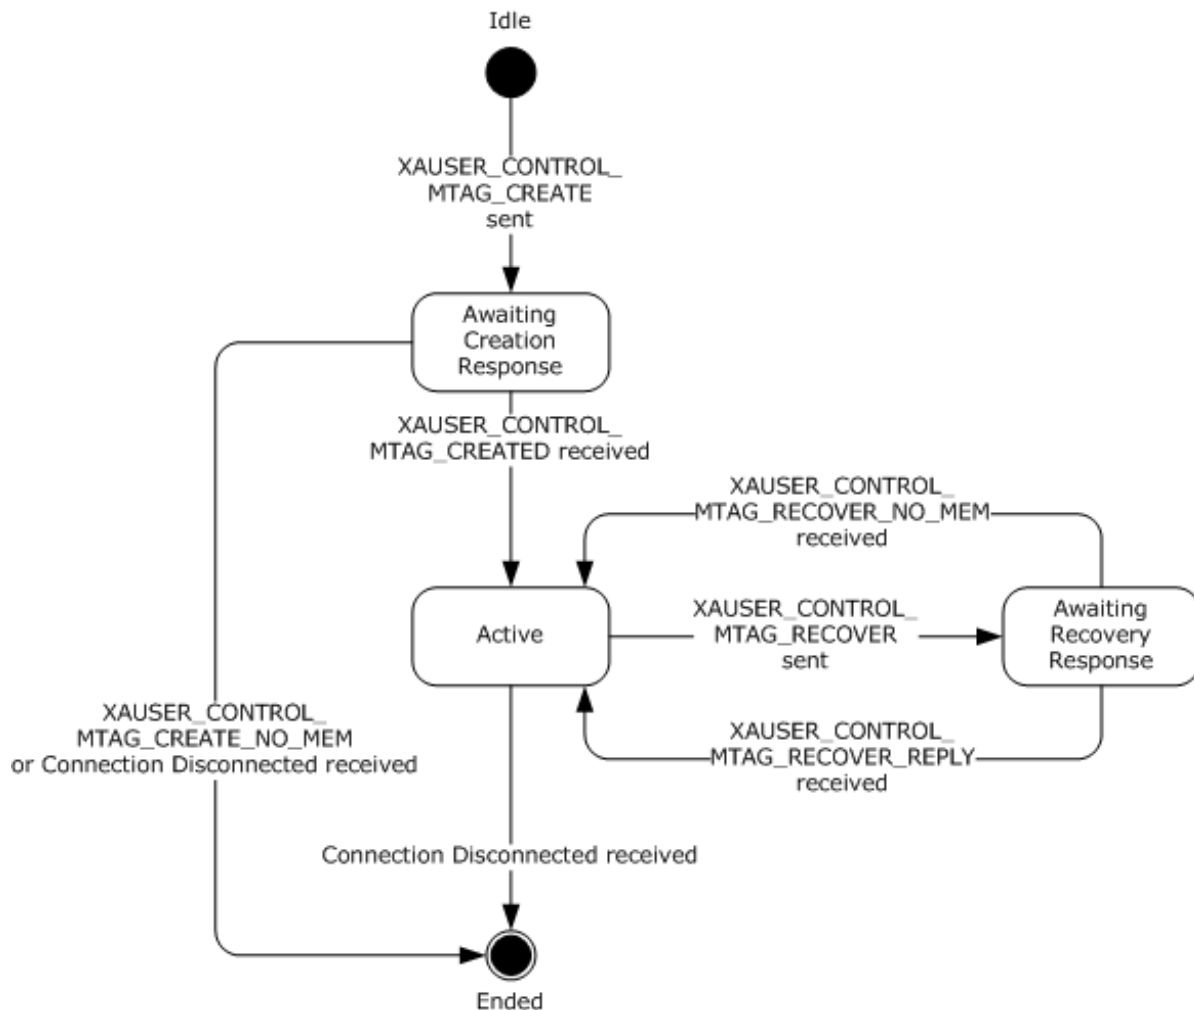 Idle
XAUSER_CONTROL_
MTAG_CREATE
sent
Awaiting
Creation
Response
XAUSER_CONTROL_
MTAG_CREATED received
XAUSER_CONTROL_
MTAG_RECOVER_NO_MEM
received
Active
XAUSER_CONTROL_
MTAG_RECOVER
sent
Awaiting
Recovery
Response
XAUSER_CONTROL_
MTAG_CREATE_NO_MEM
or Connection Disconnected received
XAUSER_CONTROL_
MTAG_RECOVER_REPLY
received
Connection Disconnected received
Ended